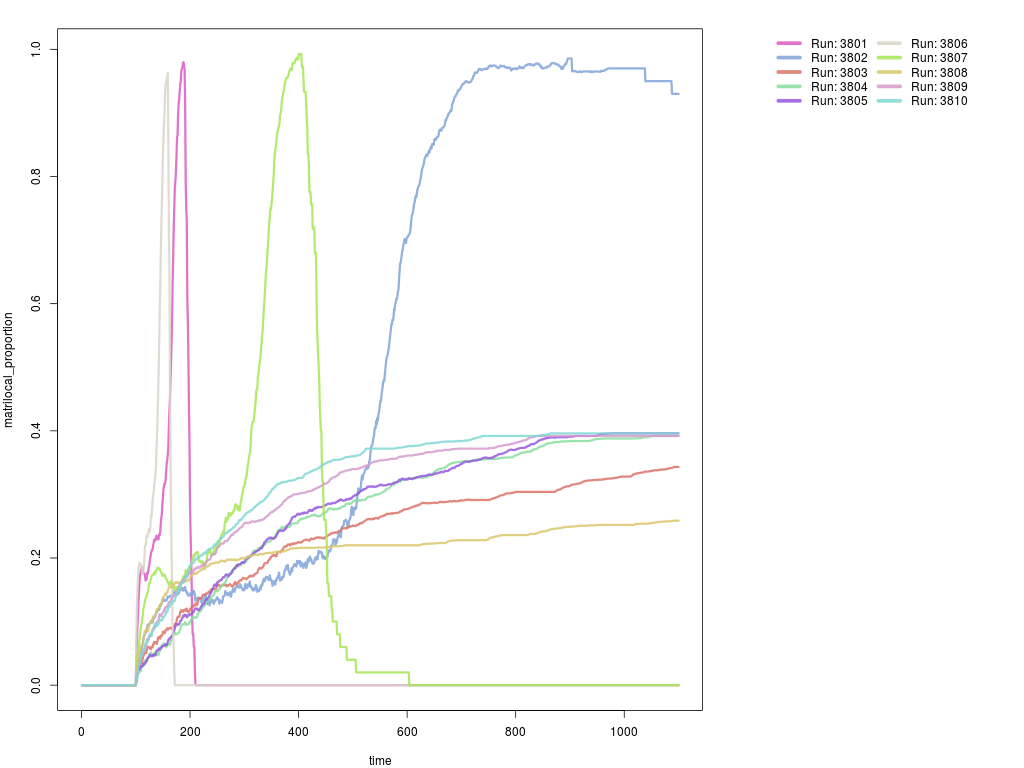 matrilocal_proportion
1.0
0.8
0.6
0.4
0.2
0.0
0 200 400 600 800 1000
time
Run: 3801 Run: 3806
Run: 3802 Run: 3807
Run: 3803 Run: 3808
Run: 3804 Run: 3809
Run: 3805 Run: 3810